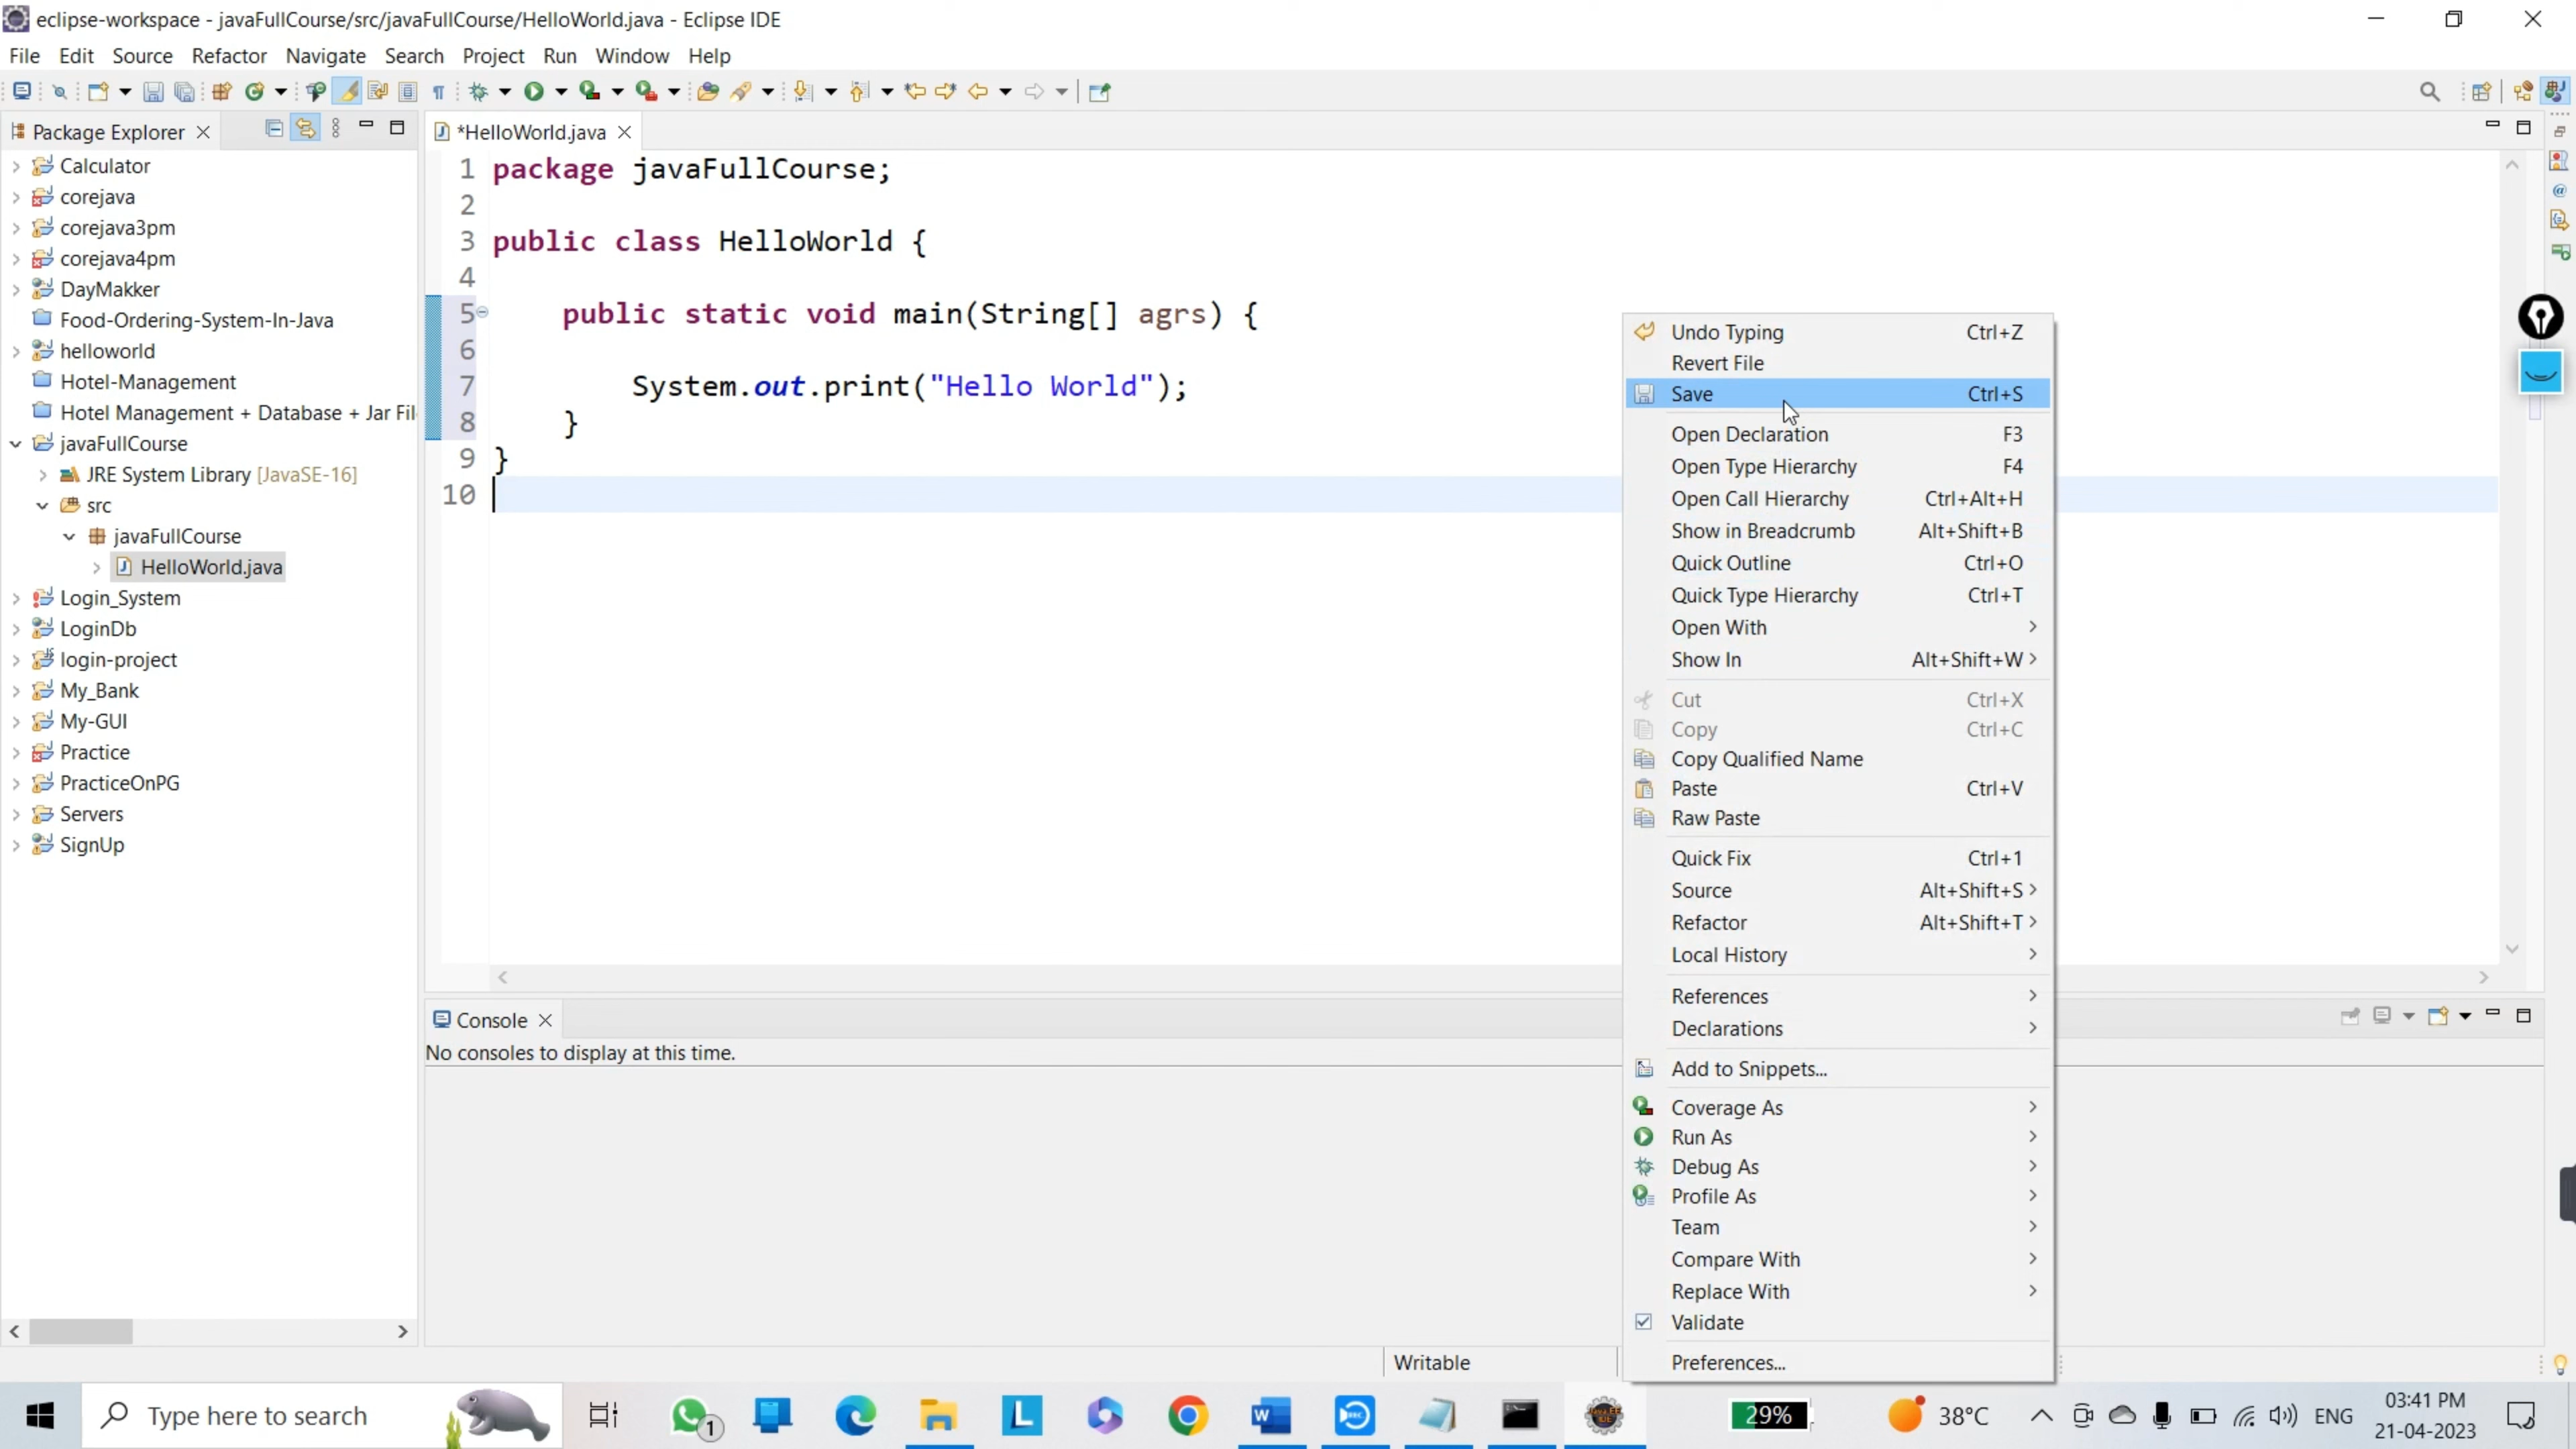 eclipse-workspace - javaFullCourse/src/javaFullCourse/HelloWorld.java - Eclipse IDE
File Edit Source Refactor Navigate Search Project Run Window Help
Package Explorer
Calculator
corejava
corejava3pm
corejava4pm
DayMakker
Food-Ordering-System-In-Java
helloworld
Hotel-Management
Hotel Management + Database + Jar Fil
javaFullCourse
JRE System Library [JavaSE-16]
src
javaFullCourse
HelloWorld.java
Login_System
LoginDb
login-project
My_Bank
My-GUI
Practice
PracticeOnPG
Servers
SignUp
*HelloWorld.java
1 package javaFullCourse;
2
3 public class HelloWorld {
4
5 public static void main(String[] agrs) {
6
7 System.out.print("Hello World");
8 }
9 }
10
Undo Typing Ctrl+Z
Revert File
Save Ctrl+S
Open Declaration F3
Open Type Hierarchy F4
Open Call Hierarchy Ctrl+Alt+H
Show in Breadcrumb Alt+Shift+B
Quick Outline Ctrl+O
Quick Type Hierarchy Ctrl+T
Open With
Show In Alt+Shift+W
Cut Ctrl+X
Copy Ctrl+C
Copy Qualified Name
Paste Ctrl+V
Raw Paste
Quick Fix Ctrl+1
Source Alt+Shift+S
Refactor Alt+Shift+T
Local History
References
Declarations
Add to Snippets...
Coverage As
Run As
Debug As
Profile As
Team
Compare With
Replace With
Validate
Preferences...
Console
No consoles to display at this time.
Writable
Type here to search
1
29%
38°C
ENG
03:41 PM
21-04-2023